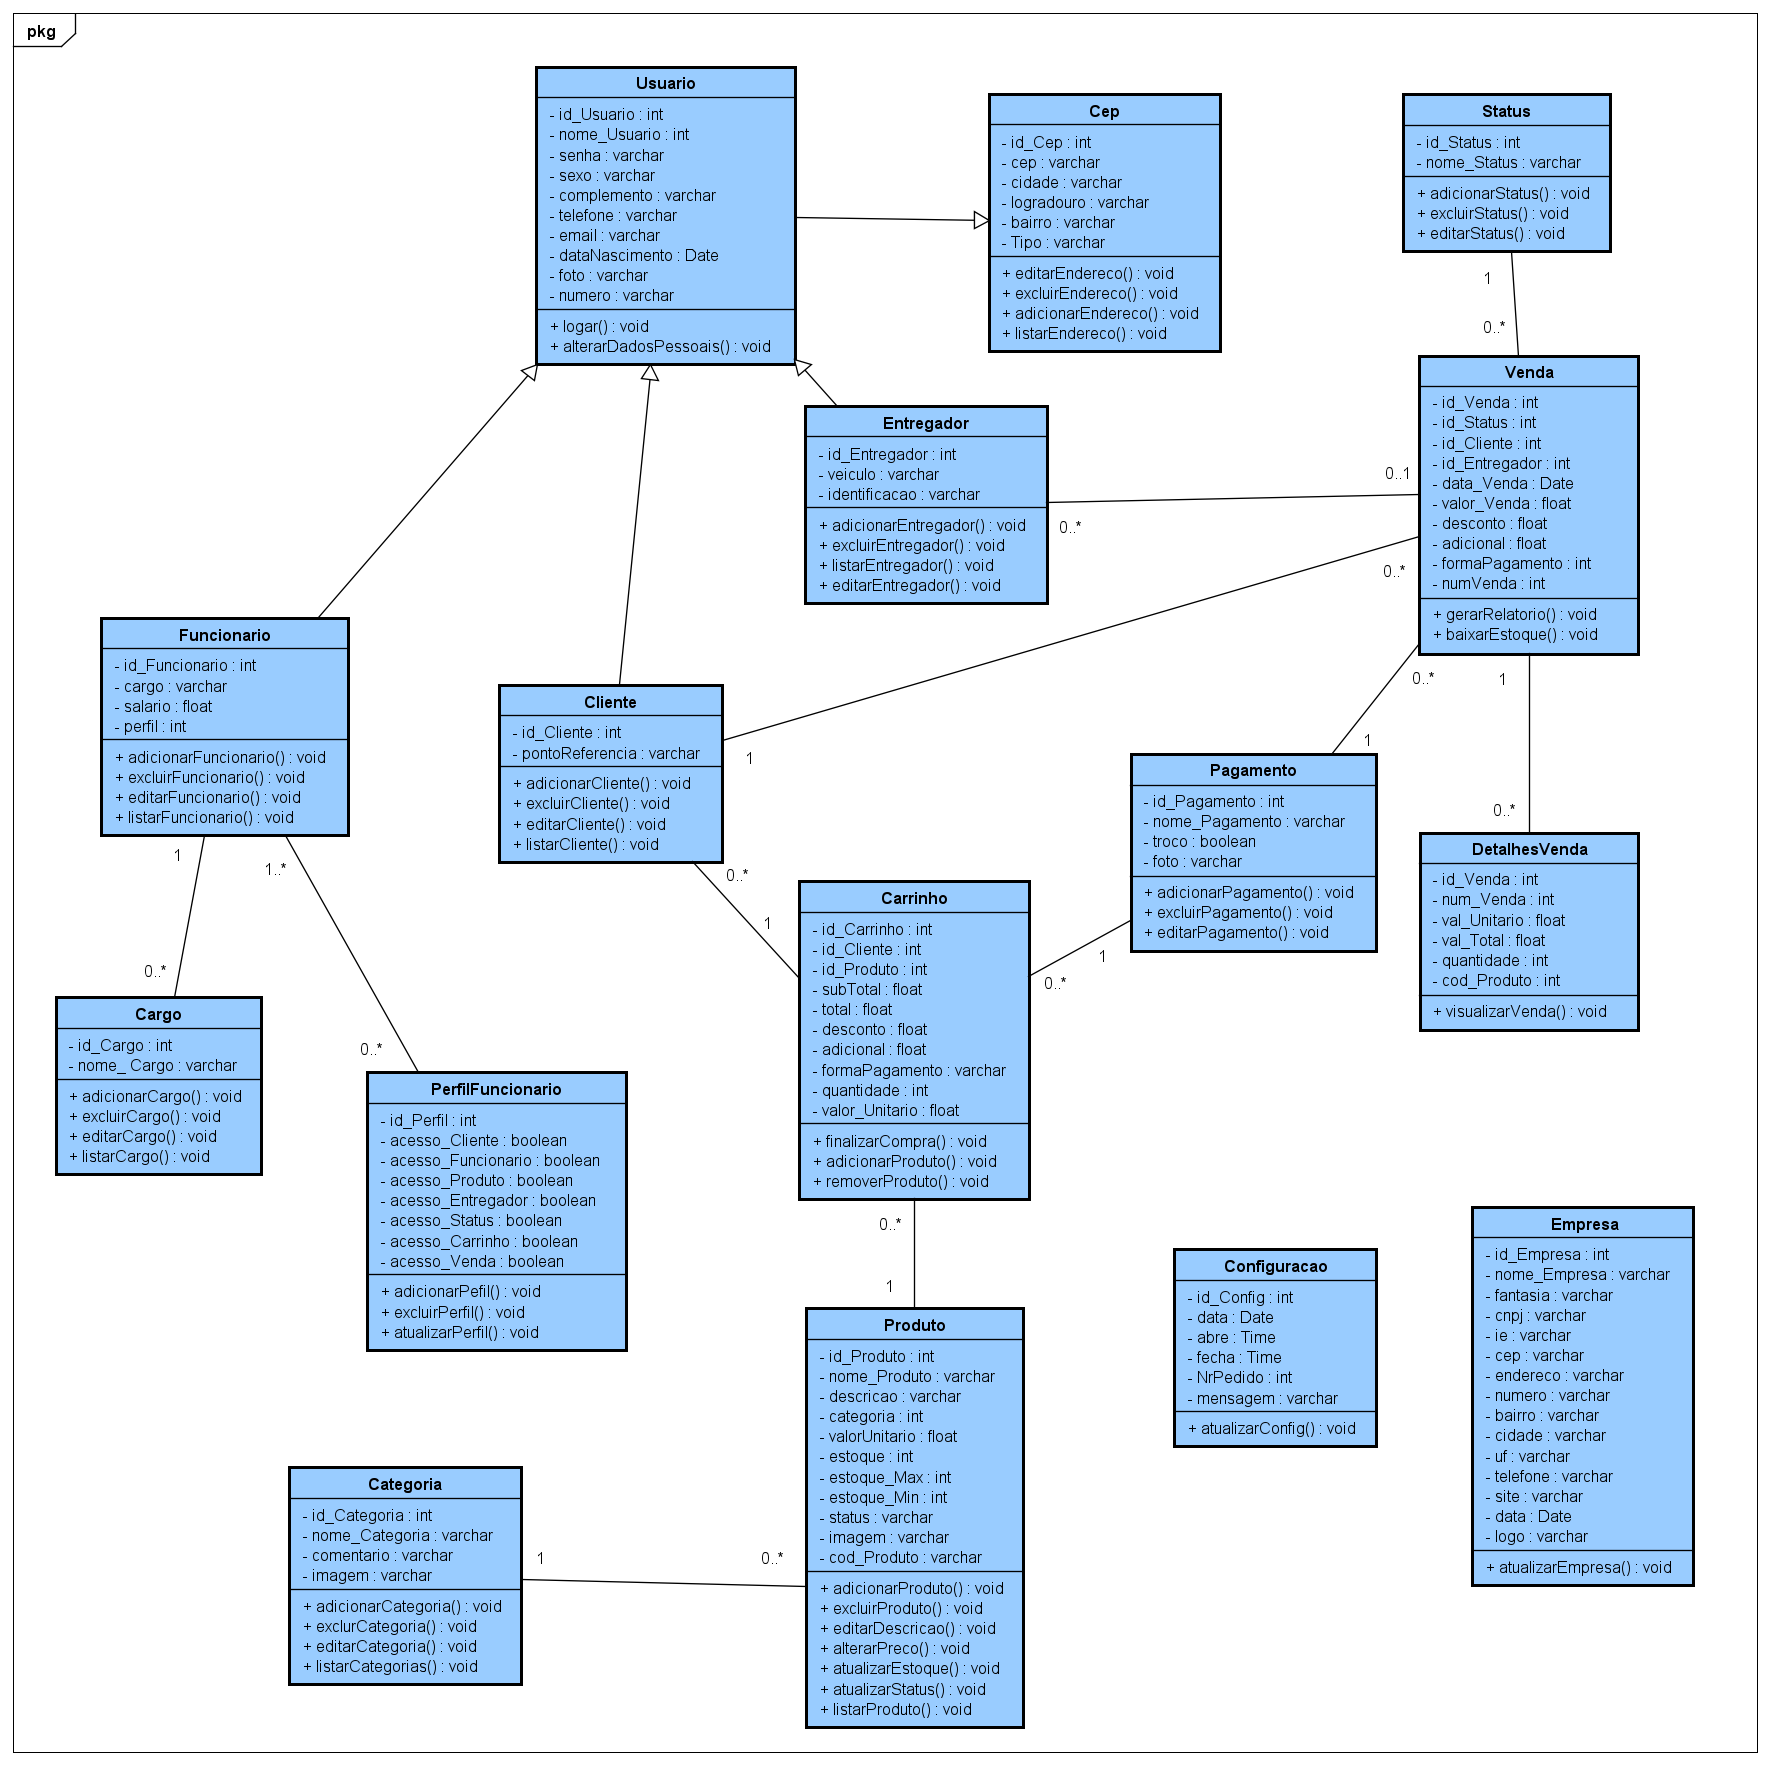 pkg
Usuario
- id_Usuario : int
- nome_Usuario : int
- senha : varchar
- sexo : varchar
- complemento : varchar
- telefone : varchar
- email : varchar
- dataNascimento : Date
- foto : varchar
- numero : varchar
+ logar() : void
+ alterarDadosPessoais() : void
Cep
- id_Cep : int
- cep : varchar
- cidade : varchar
- logradouro : varchar
- bairro : varchar
- Tipo : varchar
+ editarEndereco() : void
+ excluirEndereco() : void
+ adicionarEndereco() : void
+ listarEndereco() : void
Status
- id_Status : int
- nome_Status : varchar
+ adicionarStatus() : void
+ excluirStatus() : void
+ editarStatus() : void
1
0..*
Venda
- id_Venda : int
- id_Status : int
- id_Cliente : int
- id_Entregador : int
- data_Venda : Date
- valor_Venda : float
- desconto : float
- adicional : float
- formaPagamento : int
- numVenda : int
+ gerarRelatorio() : void
+ baixarEstoque() : void
Entregador
- id_Entregador : int
- veiculo : varchar
- identificacao : varchar
+ adicionarEntregador() : void
+ excluirEntregador() : void
+ listarEntregador() : void
+ editarEntregador() : void
0..1
0..*
0..*
1
Funcionario
- id_Funcionario : int
- cargo : varchar
- salario : float
- perfil : int
+ adicionarFuncionario() : void
+ excluirFuncionario() : void
+ editarFuncionario() : void
+ listarFuncionario() : void
Cliente
- id_Cliente : int
- pontoReferencia : varchar
+ adicionarCliente() : void
+ excluirCliente() : void
+ editarCliente() : void
+ listarCliente() : void
0..*
1
1
0..*
Pagamento
- id_Pagamento : int
- nome_Pagamento : varchar
- troco : boolean
- foto : varchar
+ adicionarPagamento() : void
+ excluirPagamento() : void
+ editarPagamento() : void
DetalhesVenda
- id_Venda : int
- num_Venda : int
- val_Unitario : float
- val_Total : float
- quantidade : int
- cod_Produto : int
+ visualizarVenda() : void
1
1..*
0..*
0..*
0..*
1
1
0..*
Carrinho
- id_Carrinho : int
- id_Cliente : int
- id_Produto : int
- subTotal : float
- total : float
- desconto : float
- adicional : float
- formaPagamento : varchar
- quantidade : int
- valor_Unitario : float
+ finalizarCompra() : void
+ adicionarProduto() : void
+ removerProduto() : void
Cargo
- id_Cargo : int
- nome_ Cargo : varchar
+ adicionarCargo() : void
+ excluirCargo() : void
+ editarCargo() : void
+ listarCargo() : void
PerfilFuncionario
- id_Perfil : int
- acesso_Cliente : boolean
- acesso_Funcionario : boolean
- acesso_Produto : boolean
- acesso_Entregador : boolean
- acesso_Status : boolean
- acesso_Carrinho : boolean
- acesso_Venda : boolean
+ adicionarPefil() : void
+ excluirPerfil() : void
+ atualizarPerfil() : void
0..*
1
Produto
- id_Produto : int
- nome_Produto : varchar
- descricao : varchar
- categoria : int
- valorUnitario : float
- estoque : int
- estoque_Max : int
- estoque_Min : int
- status : varchar
- imagem : varchar
- cod_Produto : varchar
+ adicionarProduto() : void
+ excluirProduto() : void
+ editarDescricao() : void
+ alterarPreco() : void
+ atualizarEstoque() : void
+ atualizarStatus() : void
+ listarProduto() : void
Configuracao
- id_Config : int
- data : Date
- abre : Time
- fecha : Time
- NrPedido : int
- mensagem : varchar
+ atualizarConfig() : void
Empresa
- id_Empresa : int
- nome_Empresa : varchar
- fantasia : varchar
- cnpj : varchar
- ie : varchar
- cep : varchar
- endereco : varchar
- numero : varchar
- bairro : varchar
- cidade : varchar
- uf : varchar
- telefone : varchar
- site : varchar
- data : Date
- logo : varchar
+ atualizarEmpresa() : void
Categoria
- id_Categoria : int
- nome_Categoria : varchar
- comentario : varchar
- imagem : varchar
+ adicionarCategoria() : void
+ exclurCategoria() : void
+ editarCategoria() : void
+ listarCategorias() : void
1
0..*